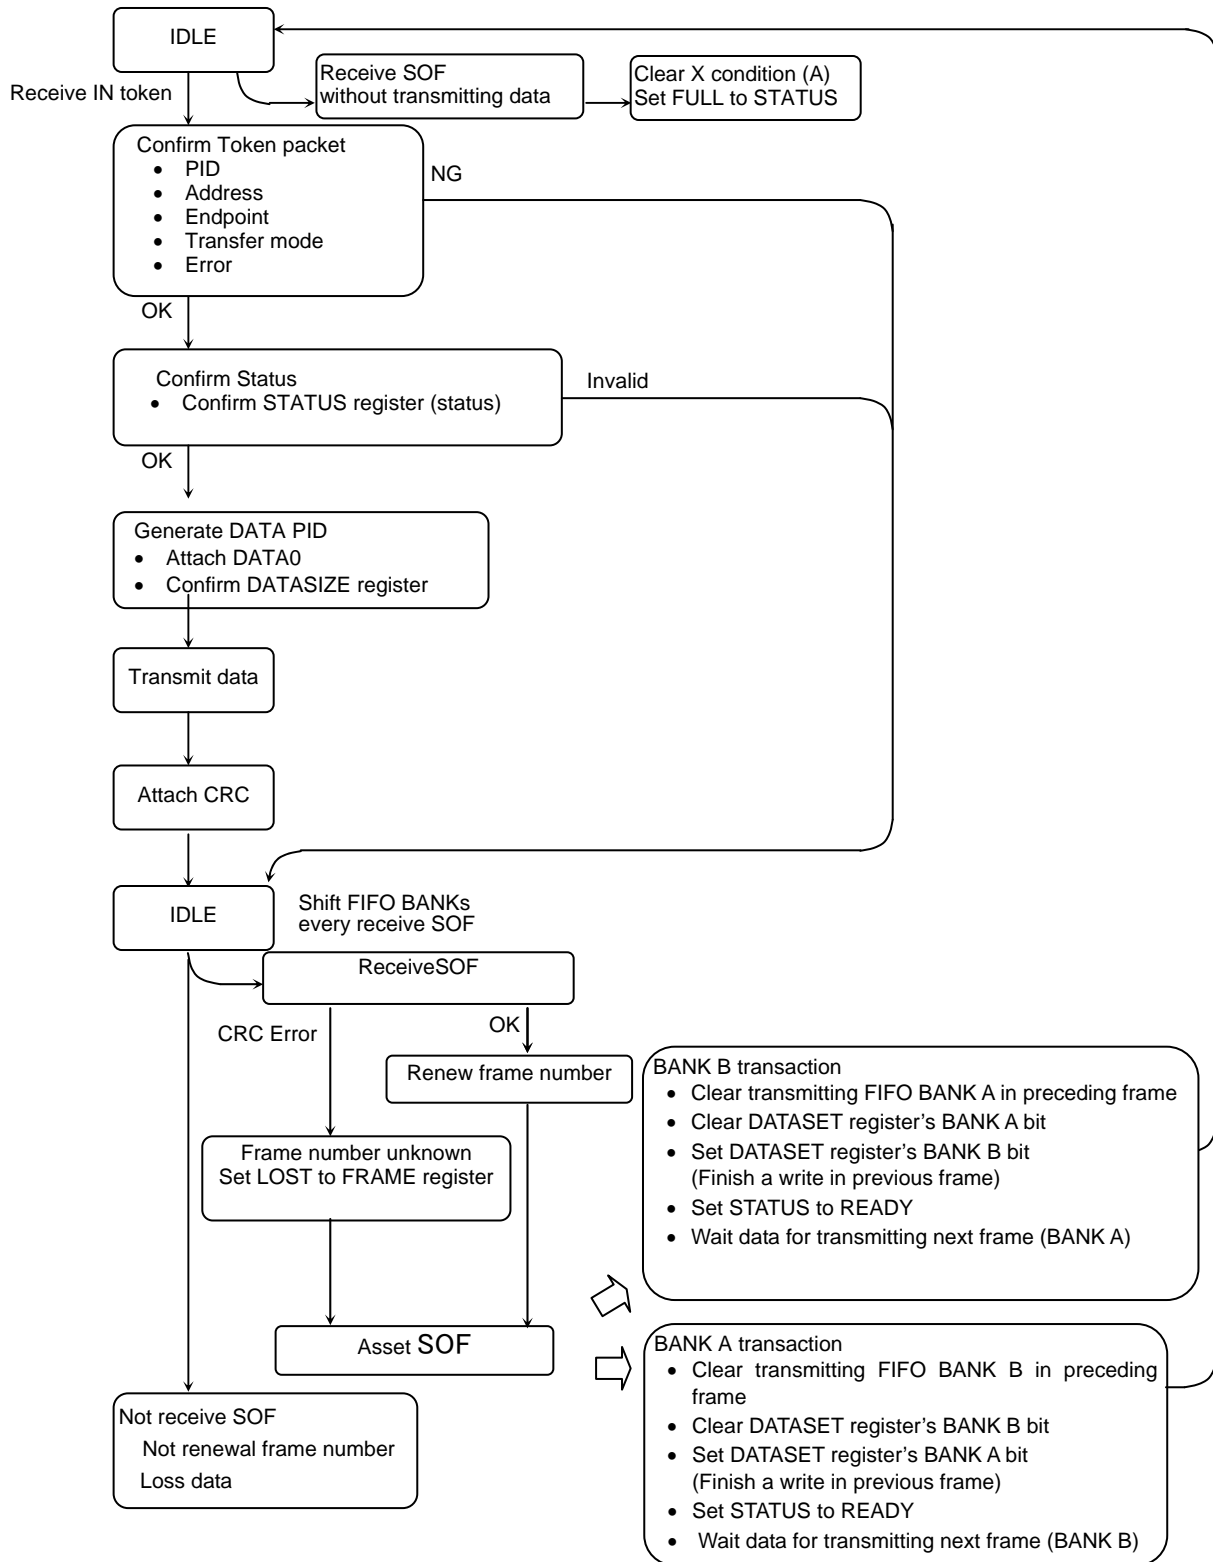 IDLE
Receive IN token
Receive SOF
without transmitting data
Clear X condition (A)
Set FULL to STATUS
Confirm Token packet
• PID
• Address
• Endpoint
• Transfer mode
• Error
NG
OK
Confirm Status
• Confirm STATUS register (status)
Invalid
OK
Generate DATA PID
• Attach DATA0
• Confirm DATASIZE register
Transmit data
Attach CRC
IDLE
Shift FIFO BANKs
every receive SOF
ReceiveSOF
CRC Error
OK
Renew frame number
Frame number unknown
Set LOST to FRAME register
Asset SOF
Not receive SOF
Not renewal frame number
Loss data
BANK B transaction
• Clear transmitting FIFO BANK A in preceding frame
• Clear DATASET register’s BANK A bit
• Set DATASET register’s BANK B bit
(Finish a write in previous frame)
• Set STATUS to READY
• Wait data for transmitting next frame (BANK A)
BANK A transaction
• Clear transmitting FIFO BANK B in preceding
frame
• Clear DATASET register’s BANK B bit
• Set DATASET register’s BANK A bit
(Finish a write in previous frame)
• Set STATUS to READY
• Wait data for transmitting next frame (BANK B)